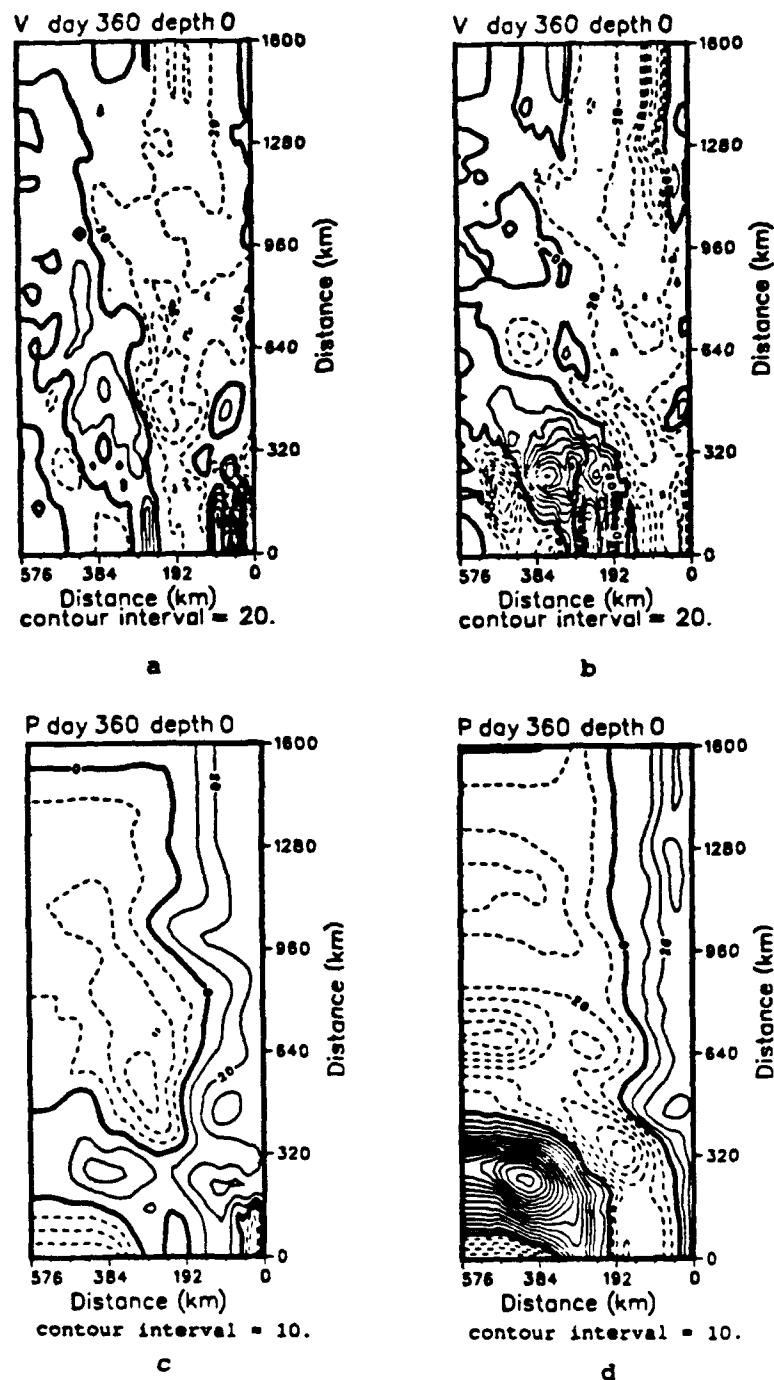 V day 360 depth 0
1600
1280
960
640
320
0
Distance (km)
576 384 192 0
Distance (km)
contour interval = 20.
a
V day 360 depth 0
1600
1280
960
640
320
0
Distance (km)
576 384 192 0
Distance (km)
contour interval = 20.
b
P day 360 depth 0
1600
1280
960
640
320
0
Distance (km)
576 384 192 0
Distance (km)
contour interval = 10.
c
P day 360 depth 0
1600
1280
960
640
320
0
Distance (km)
576 384 192 0
Distance (km)
contour interval = 10.
d